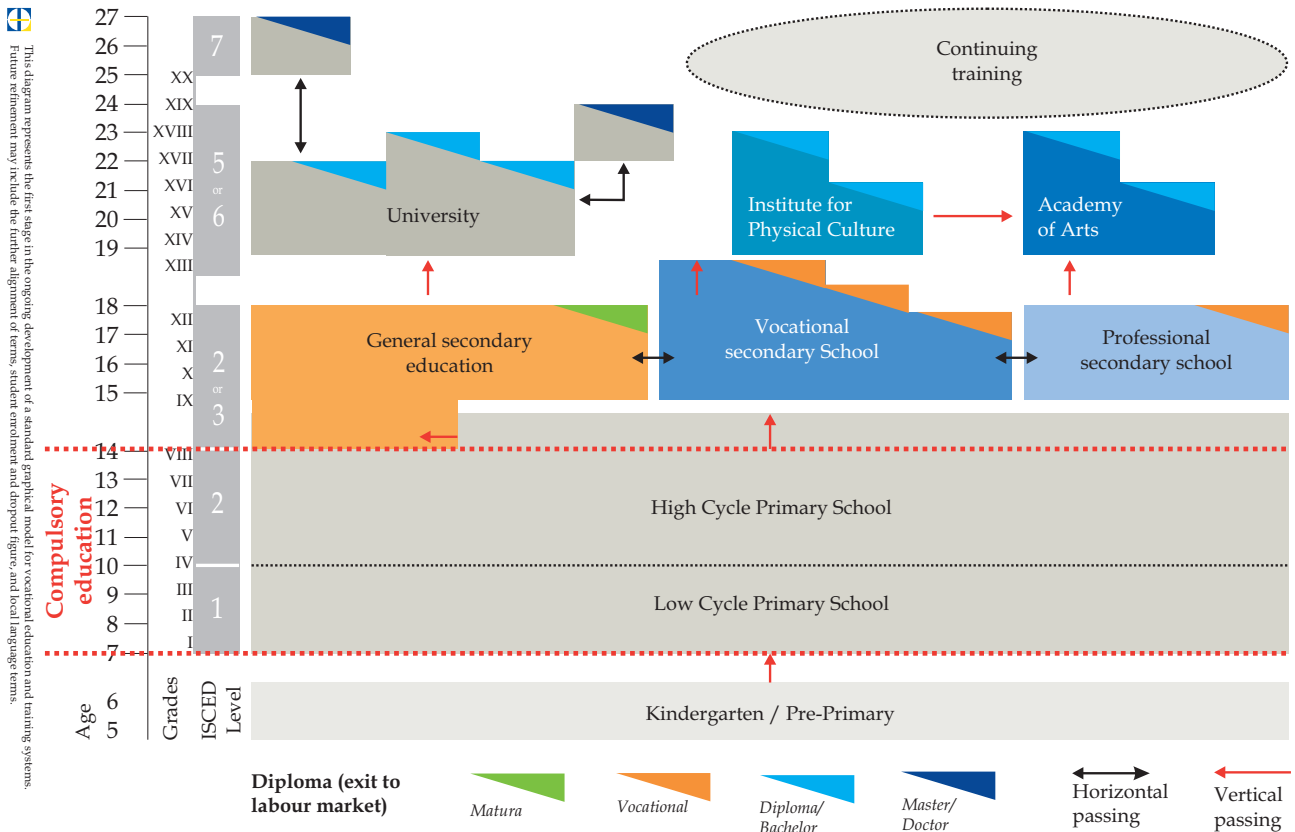 This diagram represents the first stage in the ongoing development of a standard graphical model for vocational education and training systems.
Future refinement may include the further alignment of terms, student enrolment and dropout figure, and local language terms.
27
26
25
24
23
22
21
20
19
18
17
16
15
14
13
12
11
10
9
8
7
6
5
Age
Compulsory
education
XX
XIX
XVIII
XVII
XVI
XV
XIV
XIII
XII
XI
X
IX
VIII
VII
VI
V
IV
III
II
I
Grades
7
5
or
6
2
or
3
2
1
ISCED
Level
Continuing
training
University
Institute for
Physical Culture
Academy
of Arts
General secondary
education
Vocational
secondary School
Professional
secondary school
High Cycle Primary School
Low Cycle Primary School
Kindergarten / Pre-Primary
Diploma (exit to
labour market)
Matura
Vocational
Diploma/
Bachelor
Master/
Doctor
Horizontal
passing
Vertical
passing